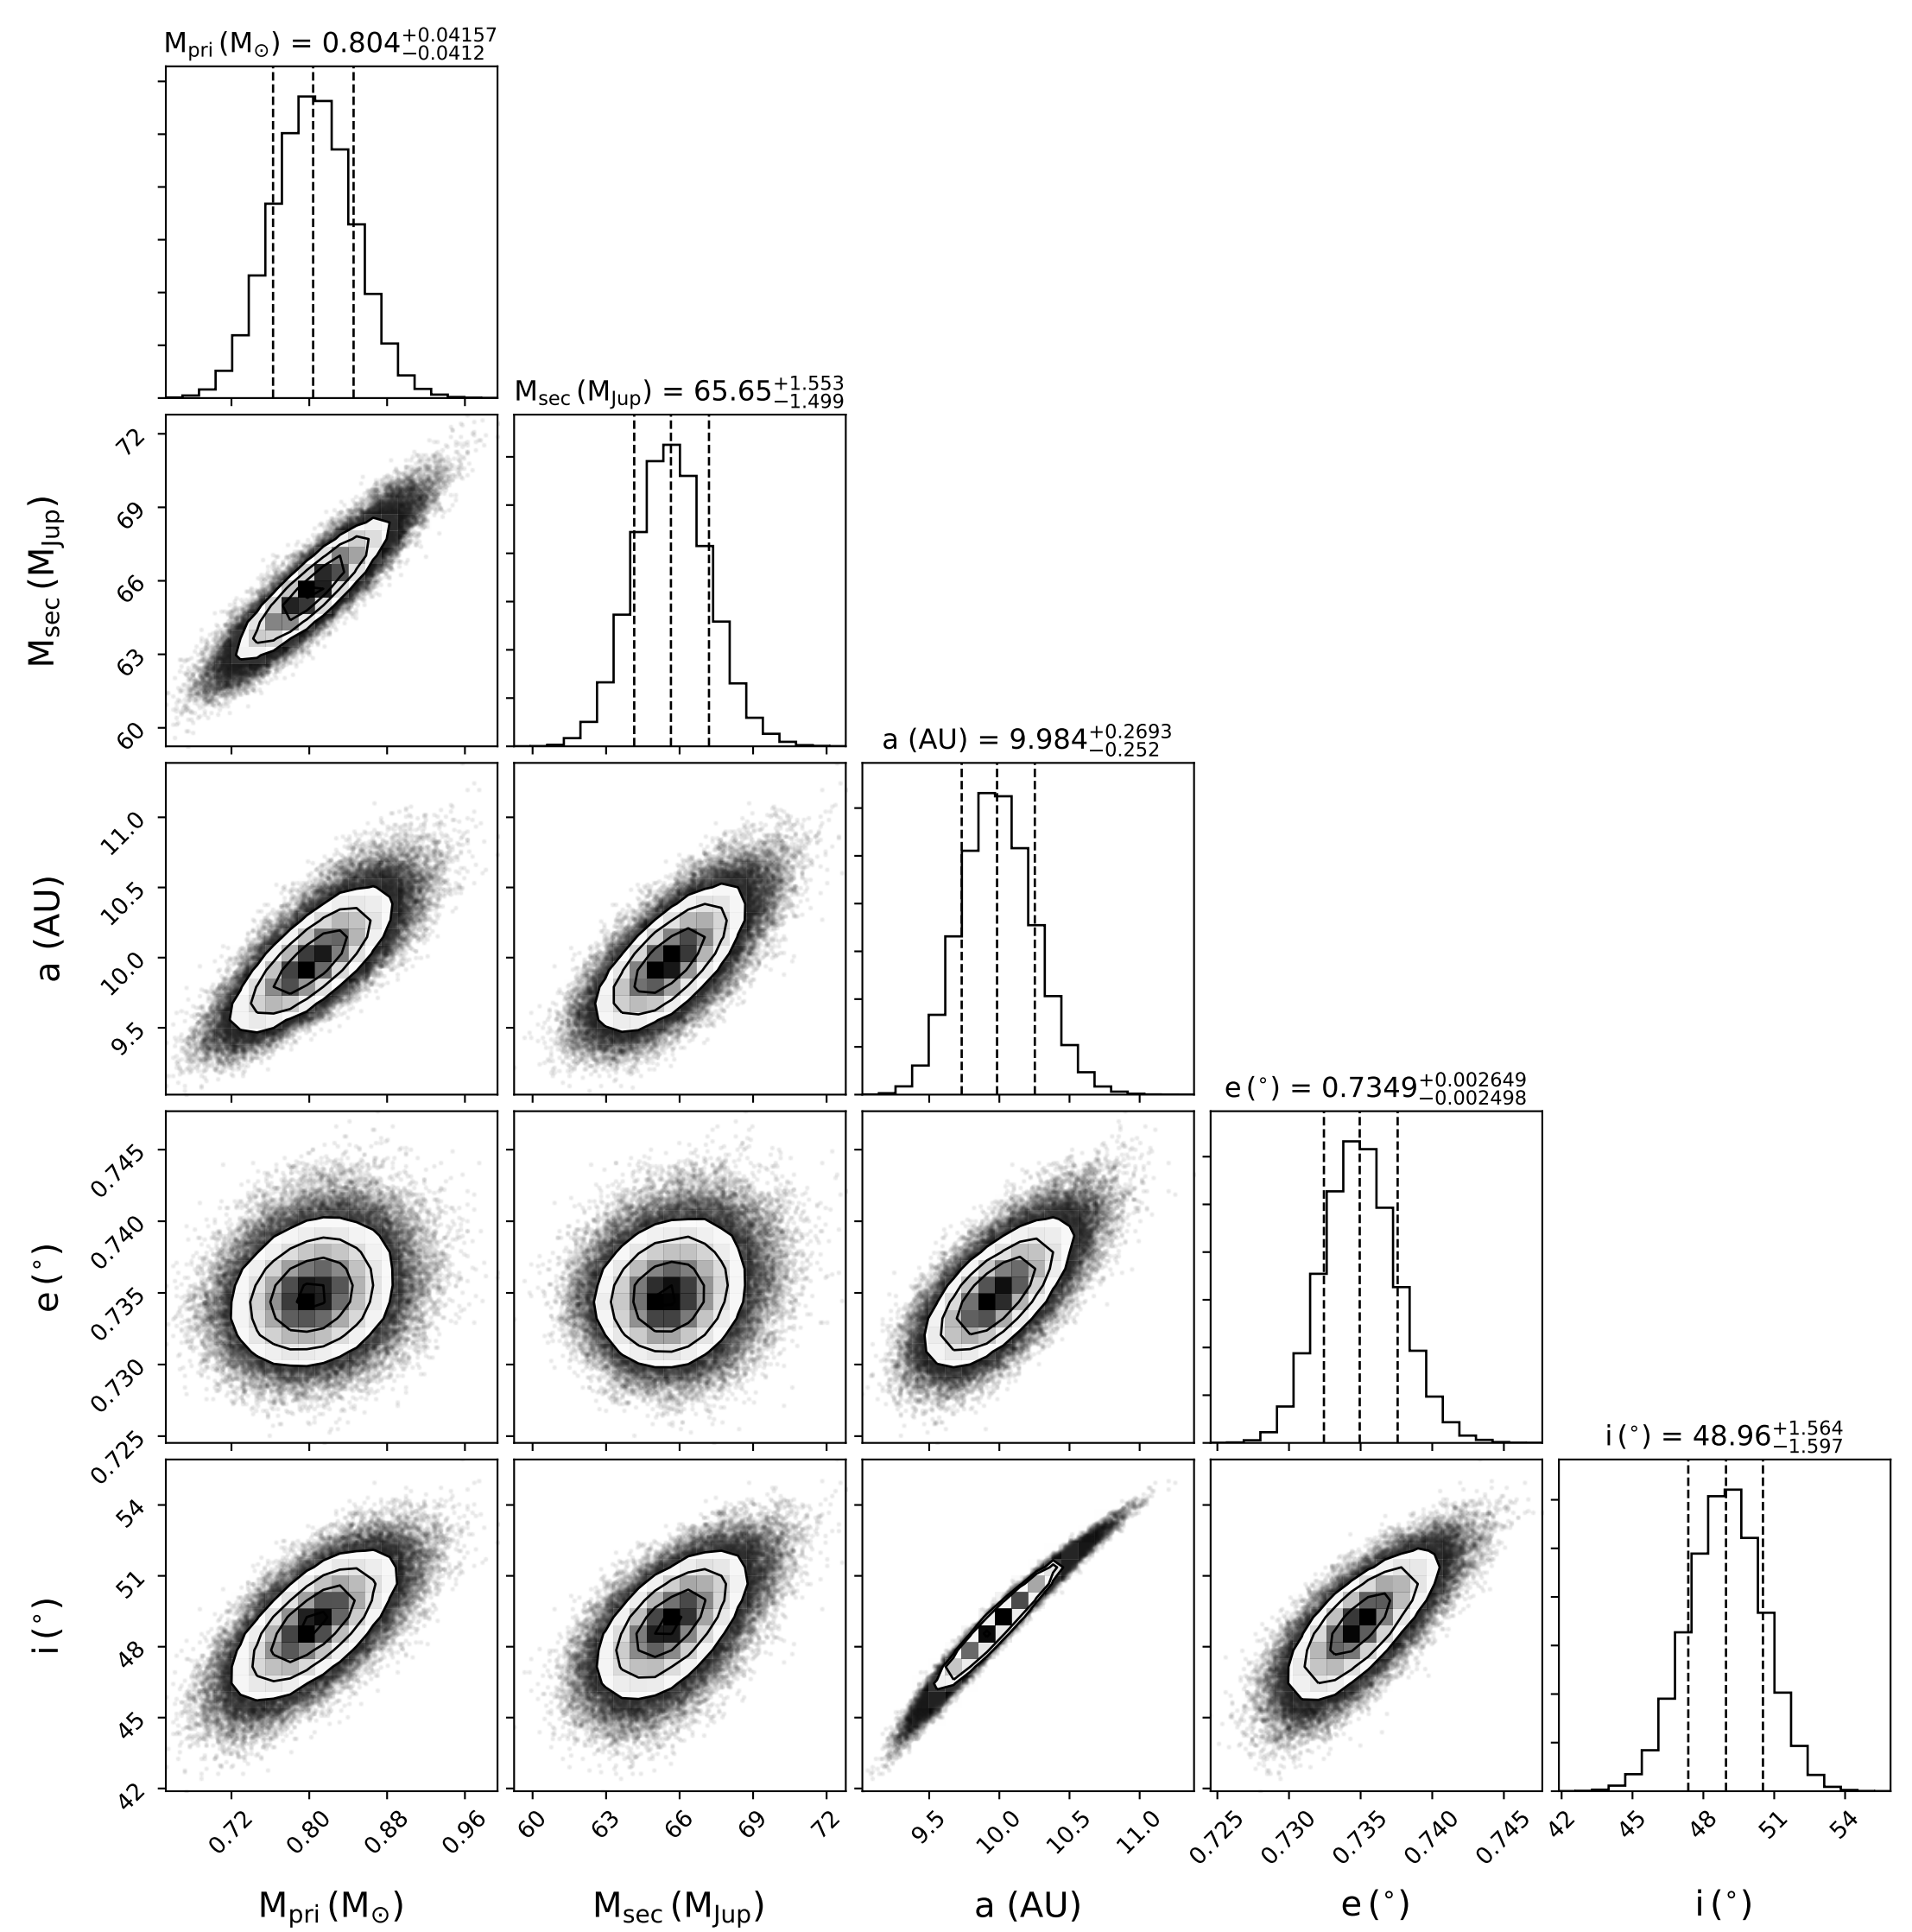 M_pri (M_⊙) = 0.804 +0.04157 −0.0412
M_sec (M_Jup) = 65.65 +1.553 −1.499
72
69
66
63
60
M_sec (M_Jup)
a (AU) = 9.984 +0.2693 −0.252
11.0
10.5
10.0
9.5
a (AU)
e (°) = 0.7349 +0.002649 −0.002498
0.745
0.740
0.735
0.730
0.725
e (°)
i (°) = 48.96 +1.564 −1.597
54
51
48
45
42
i (°)
0.72 0.80 0.88 0.96 60 63 66 69 72 9.5 10.0 10.5 11.0 0.725 0.730 0.735 0.740 0.745 42 45 48 51 54
M_pri (M_⊙) M_sec (M_Jup) a (AU) e (°) i (°)